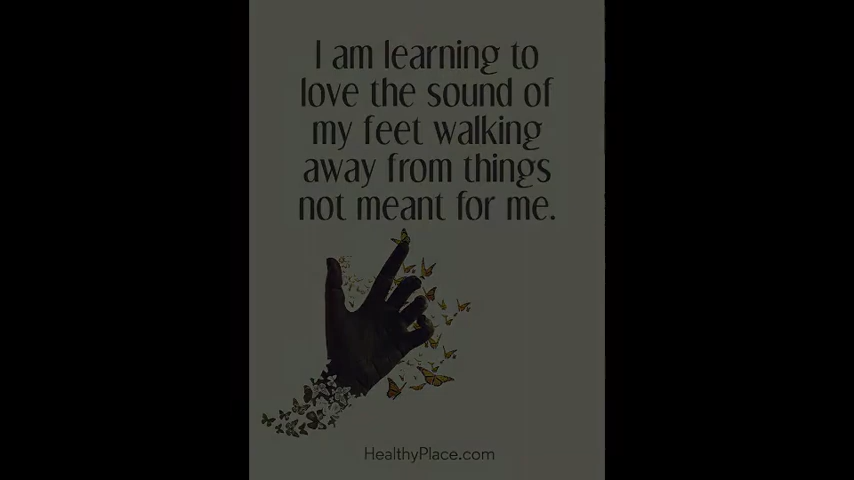 I am learning to
love the sound of
my feet walking
away from things
not meant for me.
HealthyPlace.com